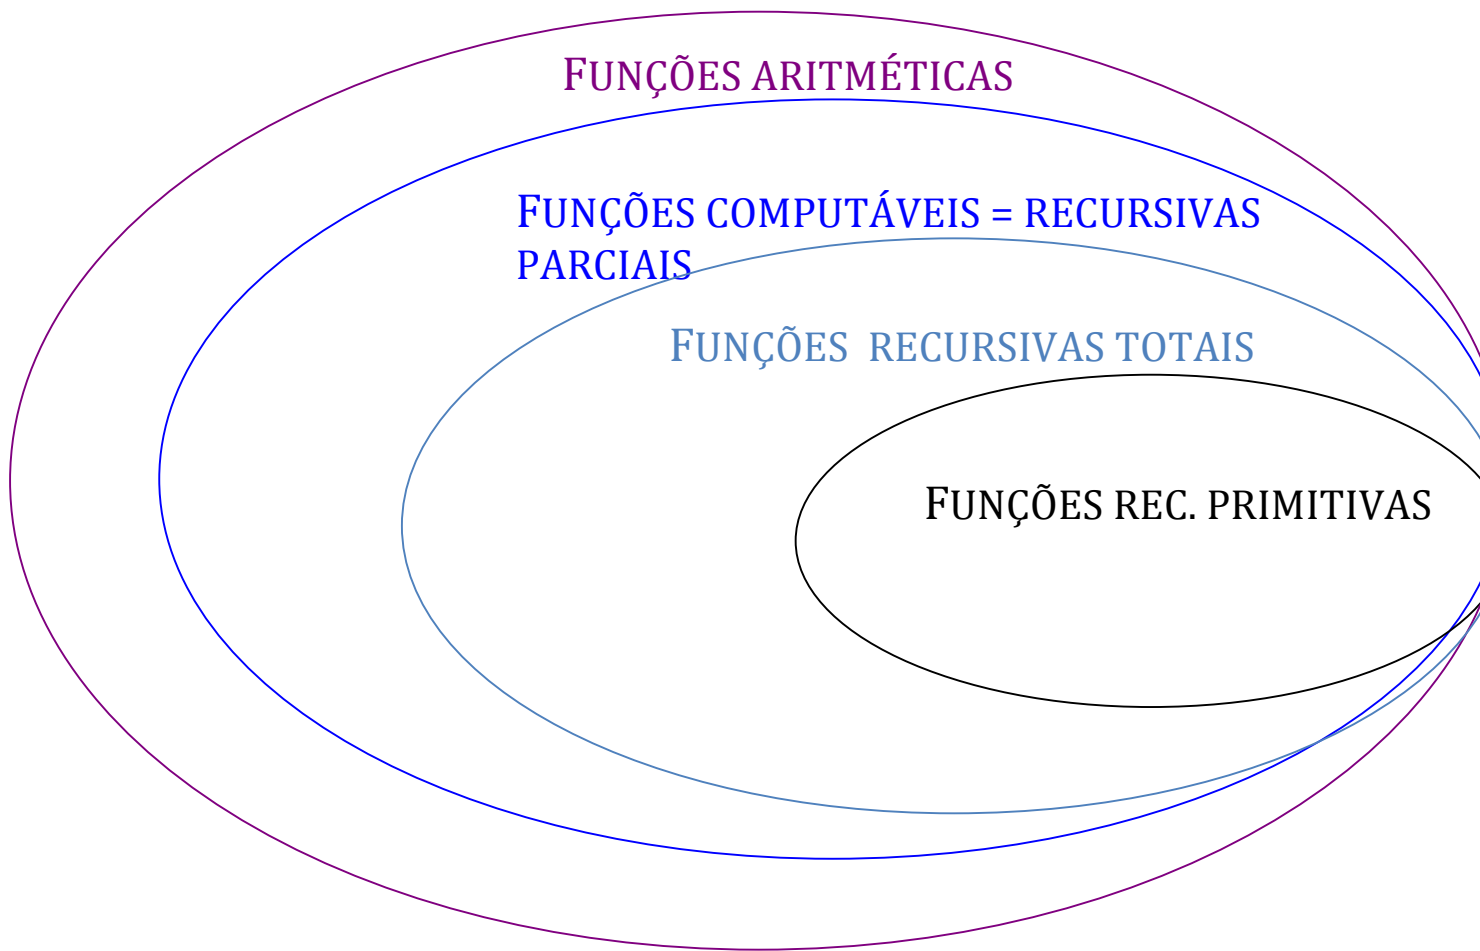 FUNÇÕES ARITMÉTICAS
FUNÇÕES COMPUTÁVEIS = RECURSIVAS
PARCIAIS
FUNÇÕES RECURSIVAS TOTAIS
FUNÇÕES REC. PRIMITIVAS